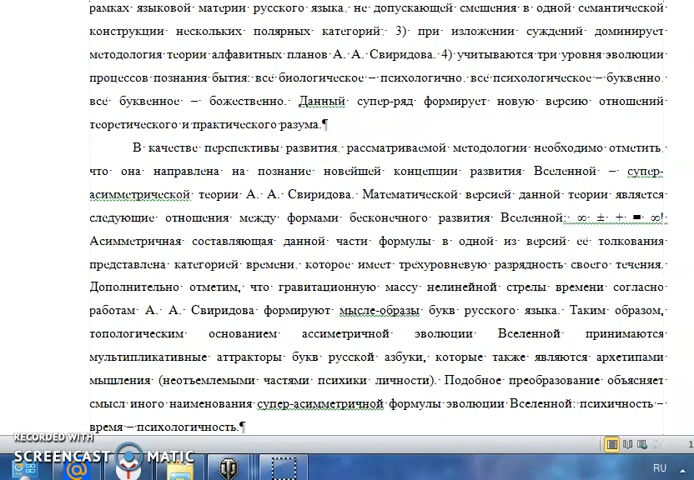 рамках языковой материи русского языка, не допускающей смешения в одной семантической
конструкции нескольких полярных категорий; 3) при изложении суждений доминирует
методология теории алфавитных планов А. А. Свиридова. 4) учитываются три уровня эволюции
процессов познания бытия: всё биологическое – психологично, всё психологическое – буквенно,
всё буквенное – божественно. Данный супер-ряд формирует новую версию отношений
теоретического и практического разума.¶
В качестве перспективы развития, рассматриваемой методологии необходимо отметить,
что она направлена на познание новейшей концепции развития Вселенной – супер-
асимметрической теории А. А. Свиридова. Математической версией данной теории является
следующие отношения между формами бесконечного развития Вселенной: ∞ ± + = ∞!
Асимметричная составляющая данной части формулы в одной из версий её толкования
представлена категорией времени, которое имеет трёхуровневую разрядность своего течения.
Дополнительно отметим, что гравитационную массу нелинейной стрелы времени согласно
работам А. А. Свиридова формируют мысле-образы букв русского языка. Таким образом,
топологическим основанием ассиметричной эволюции Вселенной принимаются
мультипликативные аттракторы букв русской азбуки, которые также являются архетипами
мышления (неотъемлемыми частями психики личности). Подобное преобразование объясняет
смысл иного наименования супер-асимметричной формулы эволюции Вселенной: психичность –
время – психологичность.¶
RECORDED WITH
SCREENCAST MATIC
RU
1